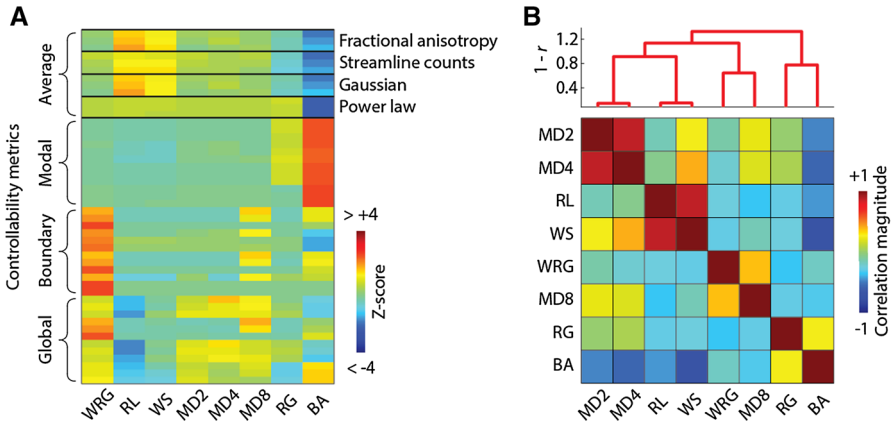 A
Controllability metrics
Average
Modal
Boundary
Global
Fractional anisotropy
Streamline counts
Gaussian
Power law
> +4
Z-score
< -4
WRG RL WS MD2 MD4 MD8 RG BA
B
1 - r
1.2
0.8
0.4
MD2
MD4
RL
WS
WRG
MD8
RG
BA
MD2 MD4 RL WS WRG MD8 RG BA
+1
Correlation magnitude
-1